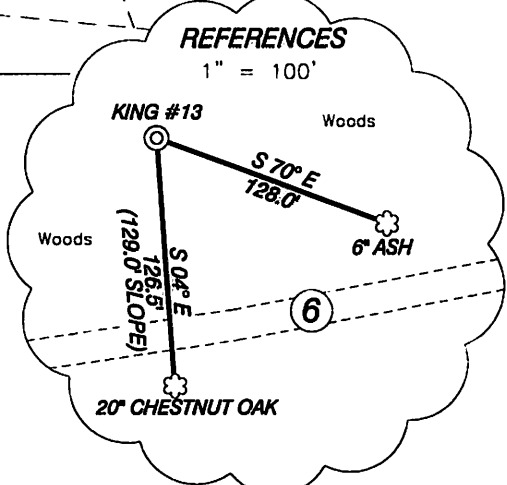 REFERENCES
1" = 100'
KING #13
Woods
S 70° E
128.0'
6" ASH
Woods
S 04° E
126.5'
(129.0' SLOPE)
6
20" CHESTNUT OAK